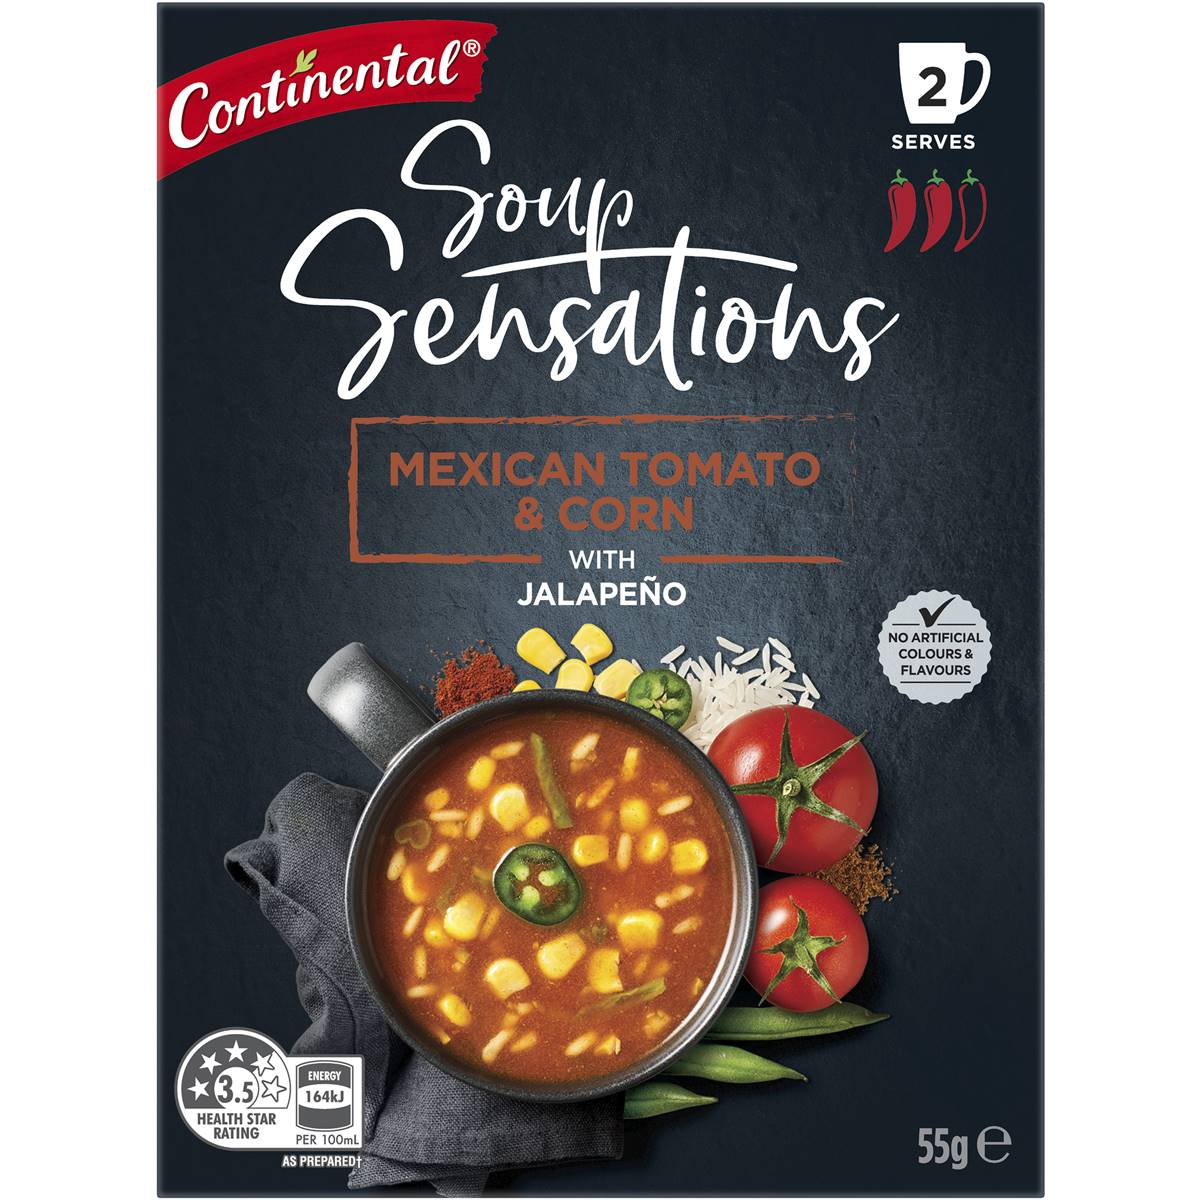 Continental®
2
SERVES
Soup
Sensations
MEXICAN TOMATO
& CORN
WITH
JALAPEÑO
NO ARTIFICIAL
COLOURS &
FLAVOURS
3.5
HEALTH STAR
RATING
ENERGY
164kJ
PER 100mL
AS PREPARED†
55g ℮